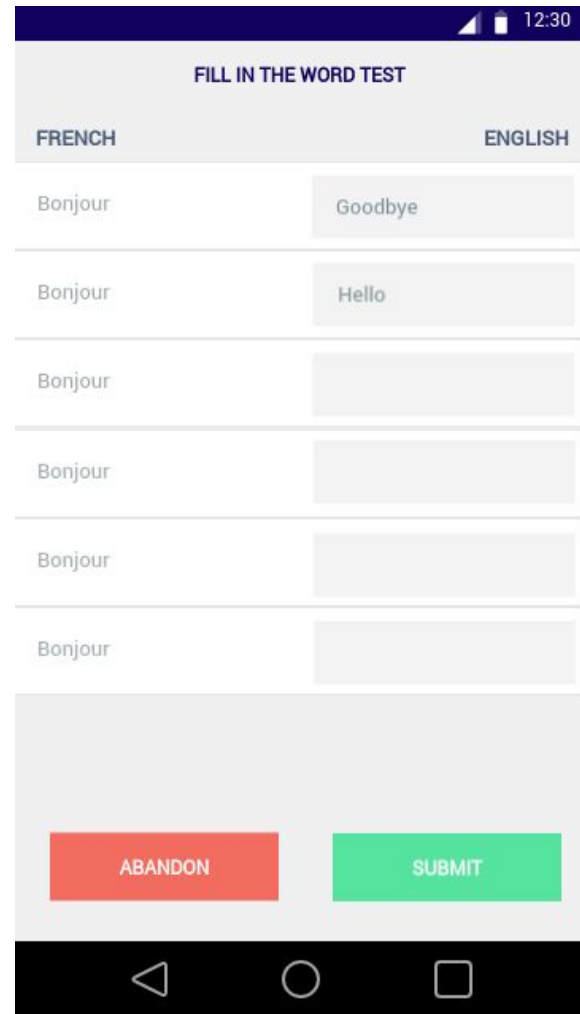 12:30
FILL IN THE WORD TEST
FRENCH ENGLISH
Bonjour Goodbye
Bonjour Hello
Bonjour
Bonjour
Bonjour
Bonjour
ABANDON SUBMIT